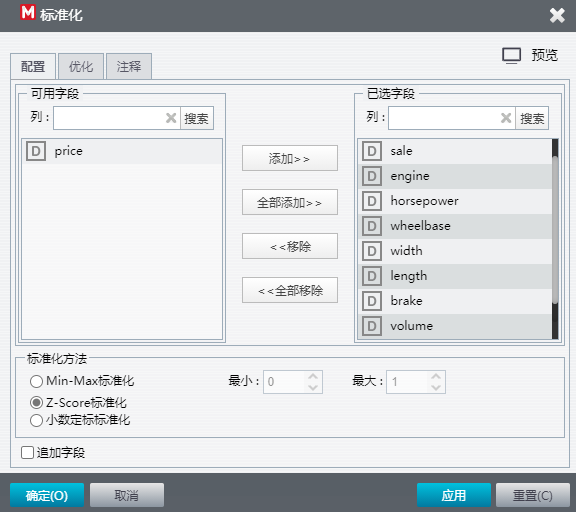 M 标准化
预览
配置 优化 注释
可用字段
列： 搜索
D price
添加>>
全部添加>>
<<移除
<<全部移除
已选字段
列： 搜索
D sale
D engine
D horsepower
D wheelbase
D width
D length
D brake
D volume
标准化方法
Min-Max标准化 最小： 0 最大： 1
Z-Score标准化
小数定标标准化
追加字段
确定(O) 取消 应用 重置(C)